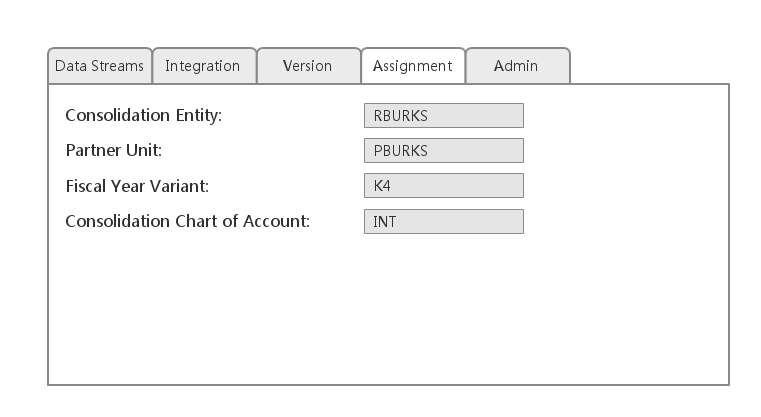 Data Streams Integration Version Assignment Admin
Consolidation Entity: RBURKS
Partner Unit: PBURKS
Fiscal Year Variant: K4
Consolidation Chart of Account: INT